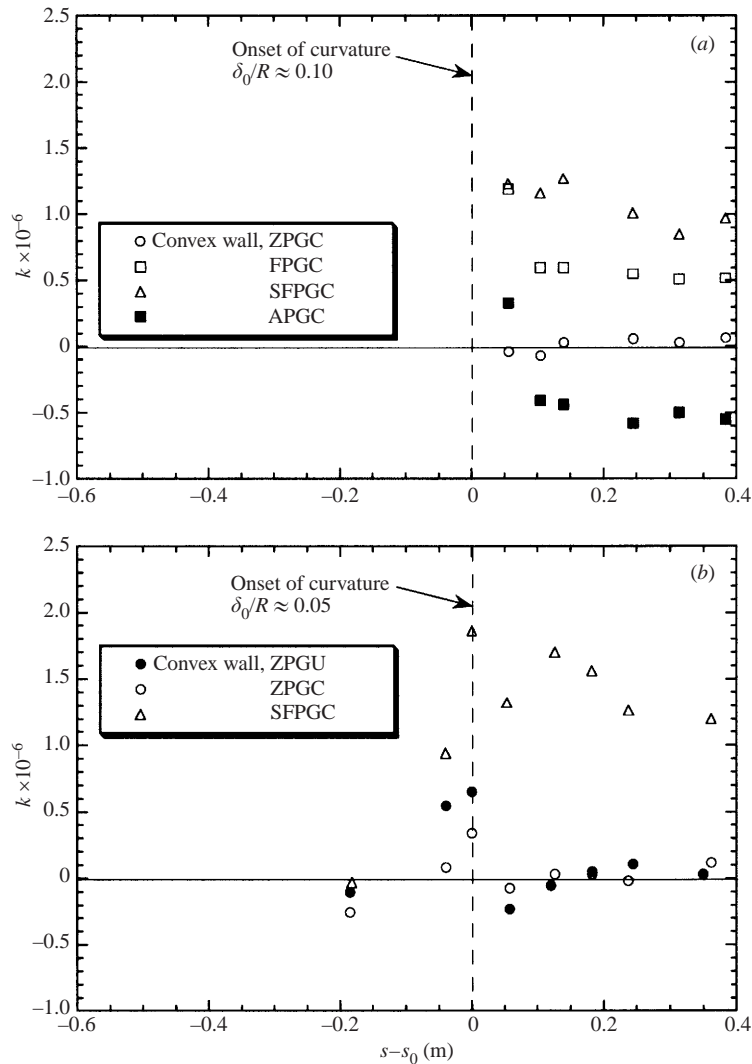 2.5
(a)
Onset of curvature
δ₀/R ≈ 0.10
2.0
1.5
1.0
Convex wall, ZPGC
FPGC
SFPGC
APGC
k ×10⁻⁶
0.5
0
−0.5
−1.0
−0.6
−0.4
−0.2
0
0.2
0.4
2.5
(b)
Onset of curvature
δ₀/R ≈ 0.05
2.0
1.5
Convex wall, ZPGU
ZPGC
SFPGC
1.0
k ×10⁻⁶
0.5
0
−0.5
−1.0
−0.6
−0.4
−0.2
0
0.2
0.4
s–s₀ (m)